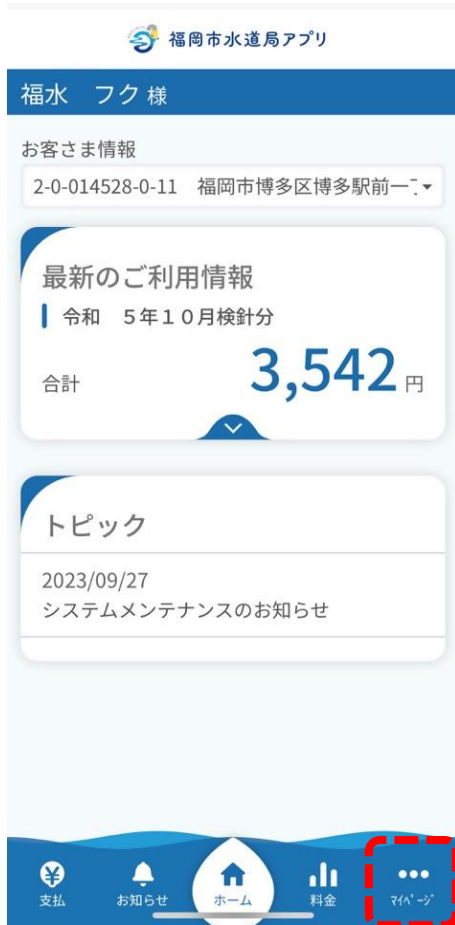 福岡市水道局アプリ
福水　フク 様
お客さま情報
2-0-014528-0-11　福岡市博多区博多駅前一
最新のご利用情報
令和　５年１０月検針分
合計 3,542 円
トピック
2023/09/27
システムメンテナンスのお知らせ
支払 お知らせ ホーム 料金 ﾏｲﾍﾟｰｼﾞ